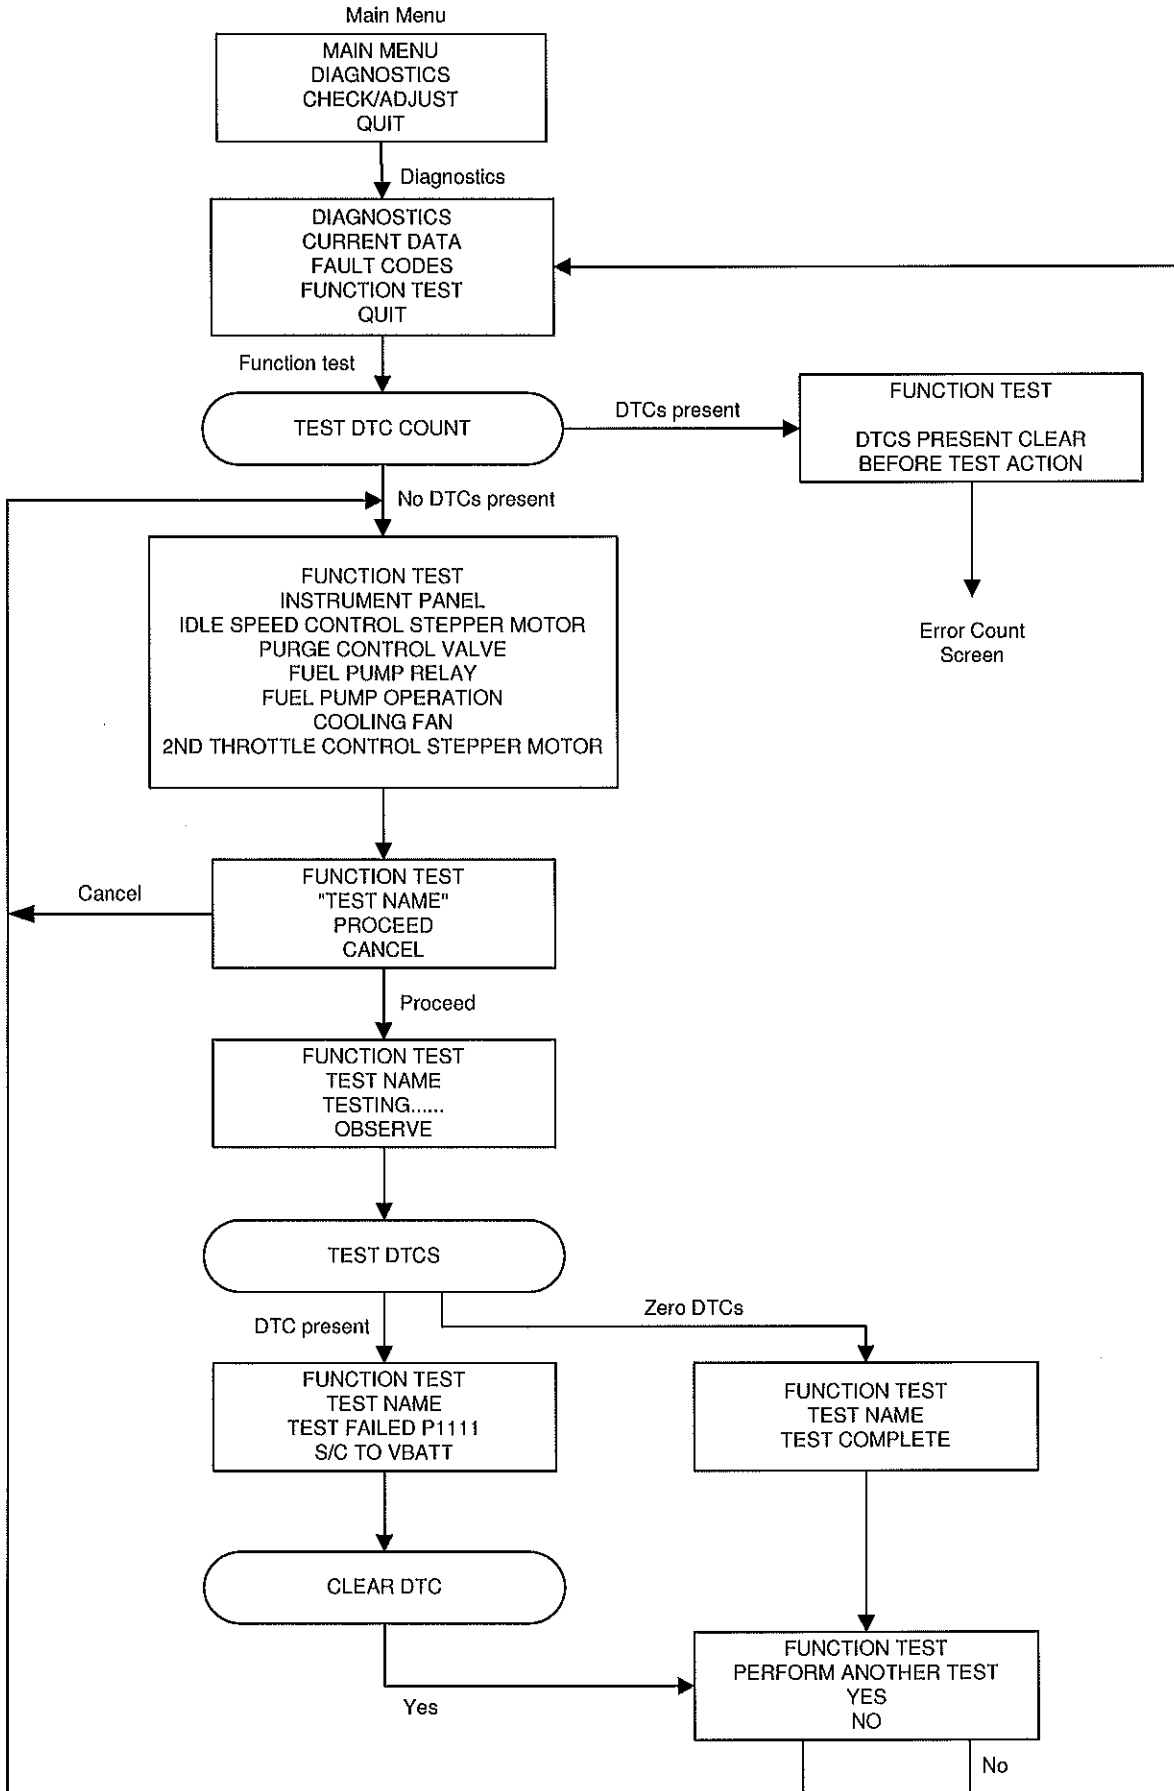 Main Menu
MAIN MENU
DIAGNOSTICS
CHECK/ADJUST
QUIT
Diagnostics
DIAGNOSTICS
CURRENT DATA
FAULT CODES
FUNCTION TEST
QUIT
Function test
TEST DTC COUNT
DTCs present
FUNCTION TEST
DTCS PRESENT CLEAR
BEFORE TEST ACTION
Error Count
Screen
No DTCs present
FUNCTION TEST
INSTRUMENT PANEL
IDLE SPEED CONTROL STEPPER MOTOR
PURGE CONTROL VALVE
FUEL PUMP RELAY
FUEL PUMP OPERATION
COOLING FAN
2ND THROTTLE CONTROL STEPPER MOTOR
Cancel
FUNCTION TEST
"TEST NAME"
PROCEED
CANCEL
Proceed
FUNCTION TEST
TEST NAME
TESTING......
OBSERVE
TEST DTCS
DTC present
Zero DTCs
FUNCTION TEST
TEST NAME
TEST FAILED P1111
S/C TO VBATT
FUNCTION TEST
TEST NAME
TEST COMPLETE
CLEAR DTC
Yes
FUNCTION TEST
PERFORM ANOTHER TEST
YES
NO
No